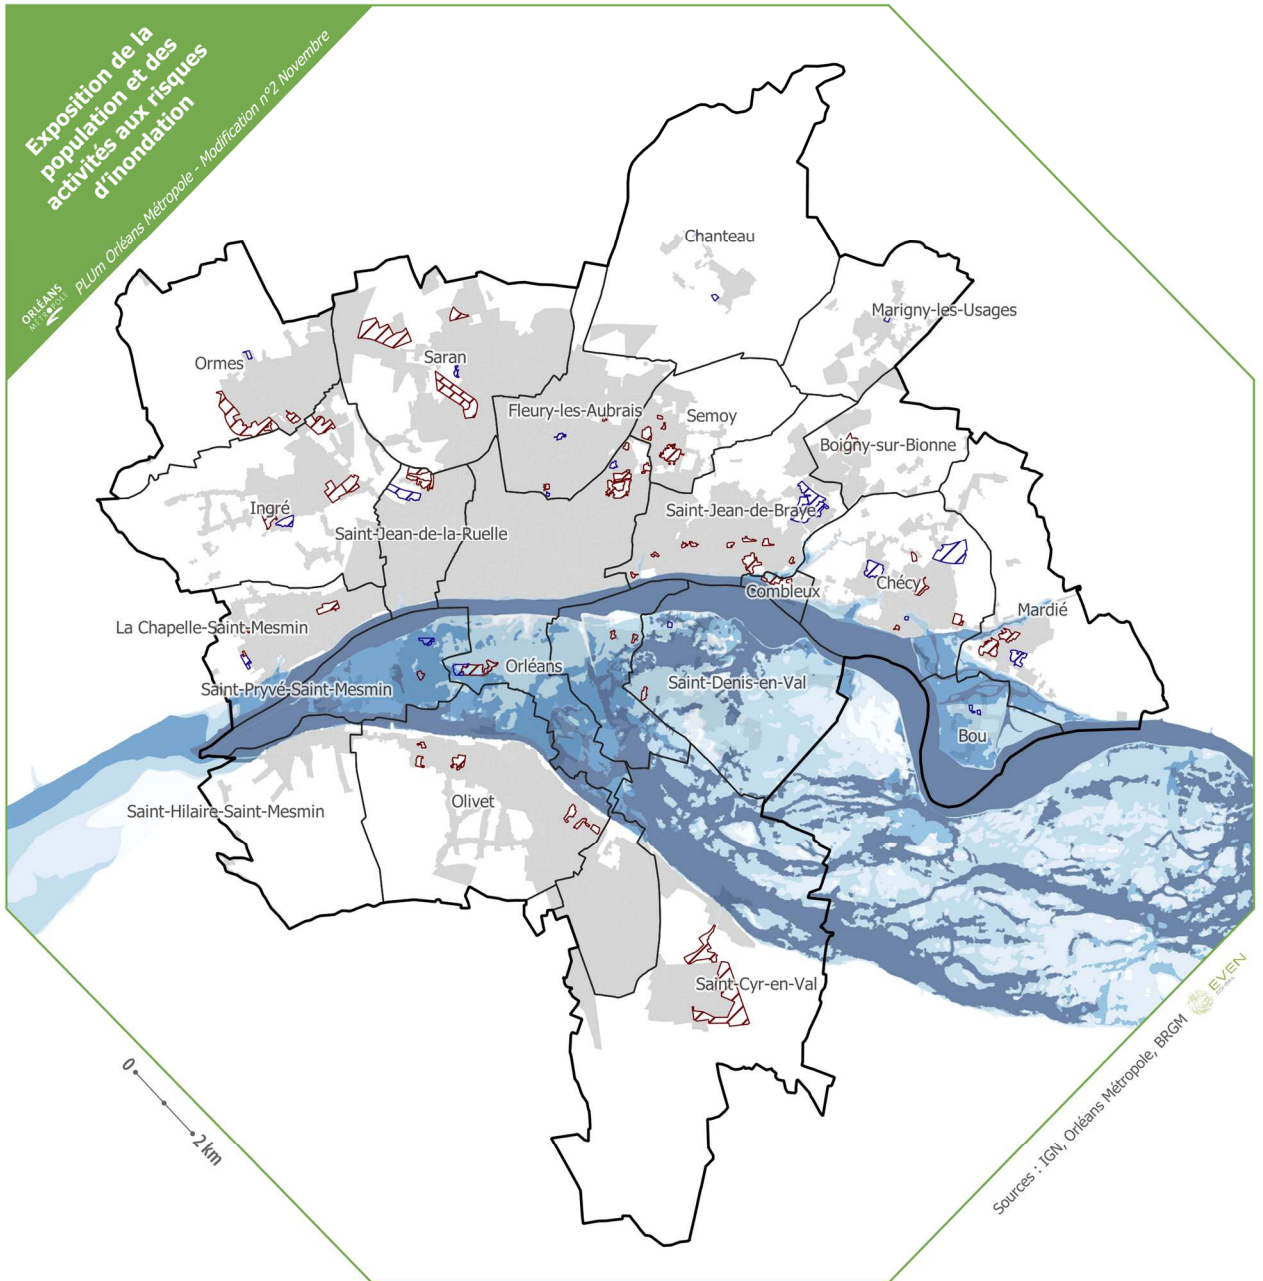 Exposition de la
population et des
activités aux risques
d'inondation
PLUm Orléans Métropole - Modification n°2 Novembre
ORLÉANS
MÉTROPOLE
Chanteau
Marigny-les-Usages
Ormes
Saran
Fleury-les-Aubrais
Semoy
Boigny-sur-Bionne
Ingré
Saint-Jean-de-Braye
Saint-Jean-de-la-Ruelle
Chécy
Combleux
Mardié
La Chapelle-Saint-Mesmin
Orléans
Saint-Pryvé-Saint-Mesmin
Saint-Denis-en-Val
Bou
Olivet
Saint-Hilaire-Saint-Mesmin
Saint-Cyr-en-Val
0
2 km
Sources : IGN, Orléans Métropole, BRGM
EVEN